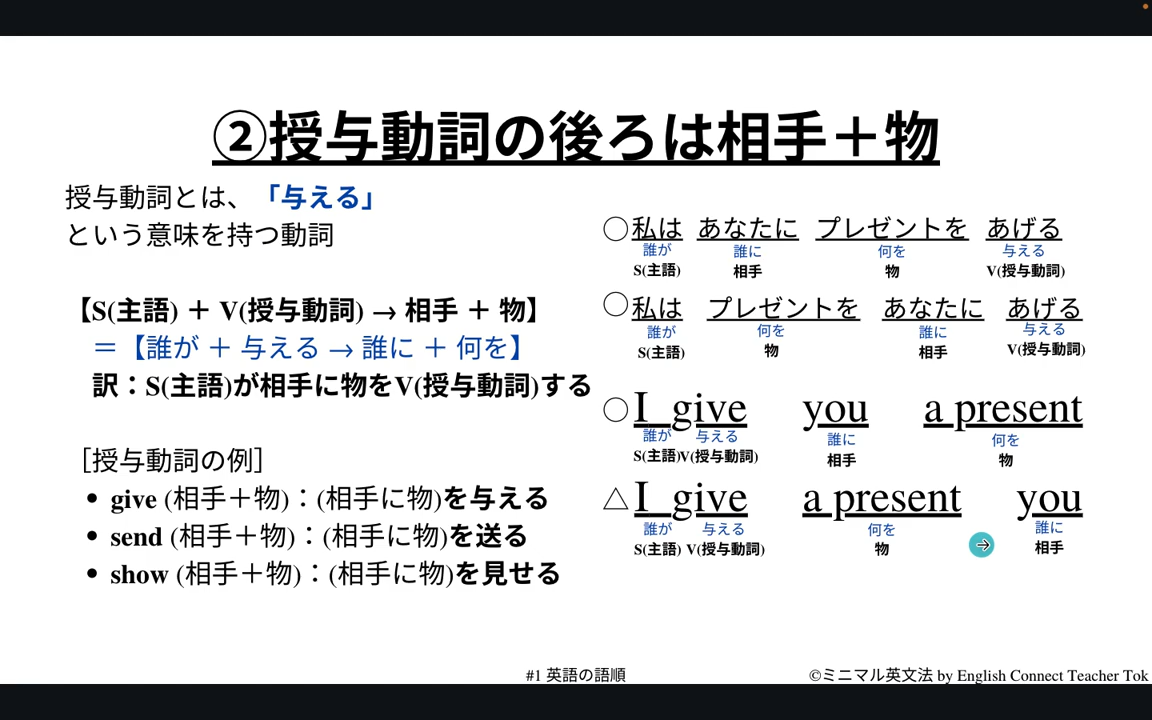 ②授与動詞の後ろは相手＋物
授与動詞とは、「与える」
という意味を持つ動詞
【S(主語) ＋ V(授与動詞) → 相手 ＋ 物】
＝【誰が ＋ 与える → 誰に ＋ 何を】
訳：S(主語)が相手に物をV(授与動詞)する
［授与動詞の例］
• give (相手＋物)：(相手に物)を与える
• send (相手＋物)：(相手に物)を送る
• show (相手＋物)：(相手に物)を見せる
○私は あなたに プレゼントを あげる
誰が 誰に 何を 与える
S(主語) 相手 物 V(授与動詞)
○私は プレゼントを あなたに あげる
誰が 何を 誰に 与える
S(主語) 物 相手 V(授与動詞)
○I give you a present
誰が 与える 誰に 何を
S(主語)V(授与動詞) 相手 物
△I give a present you
誰が 与える 何を 誰に
S(主語) V(授与動詞) 物 → 相手
#1 英語の語順
©ミニマル英文法 by English Connect Teacher Tok